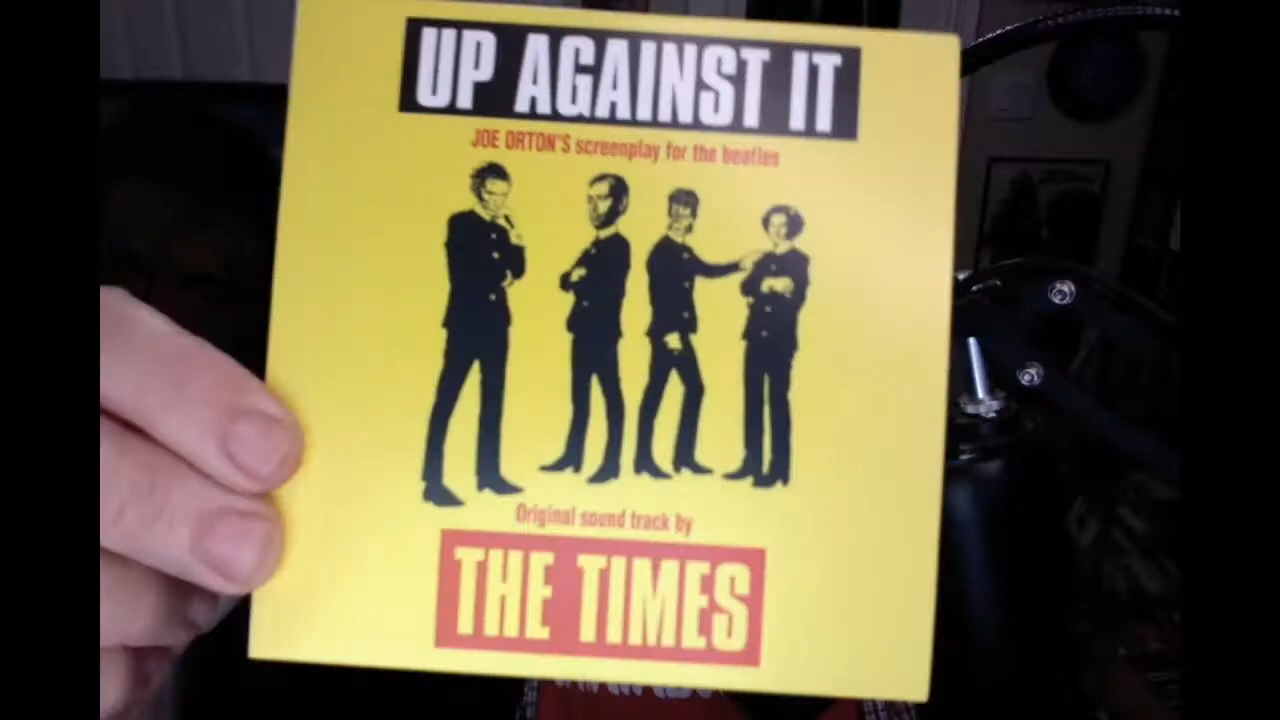 UP AGAINST IT
JOE ORTON'S screenplay for the beatles
Original sound track by
THE TIMES